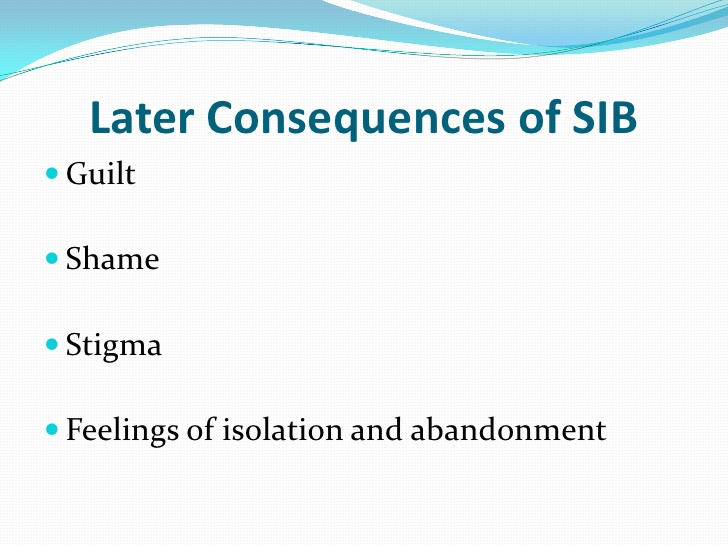 Later Consequences of SIB
• Guilt
• Shame
• Stigma
• Feelings of isolation and abandonment